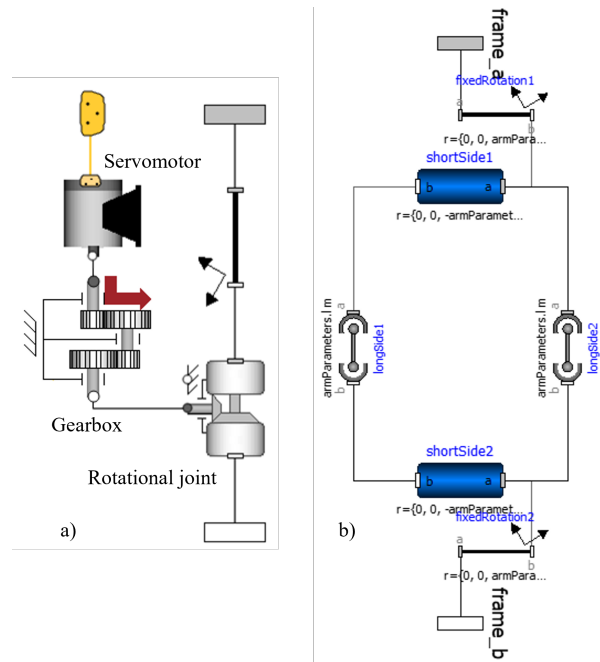 Servomotor
Gearbox
Rotational joint
a)
frame_a
fixedRotation1
a
b
r={0, 0, armPara...
shortSide1
b
a
r={0, 0, -armParamet...
a
armParameters.l m
longSide1
b
a
armParameters.l m
longSide2
b
shortSide2
b
a
r={0, 0, -armParamet...
b)
fixedRotation2
a
b
r={0, 0, armPara...
frame_b